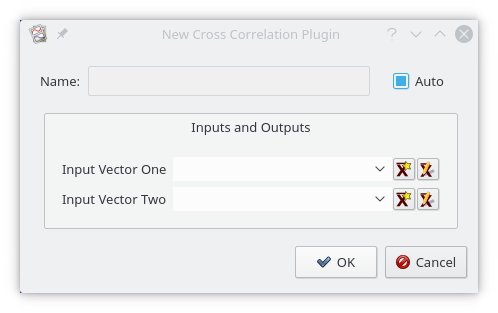 New Cross Correlation Plugin
Name:
Auto
Inputs and Outputs
Input Vector One
Input Vector Two
OK
Cancel